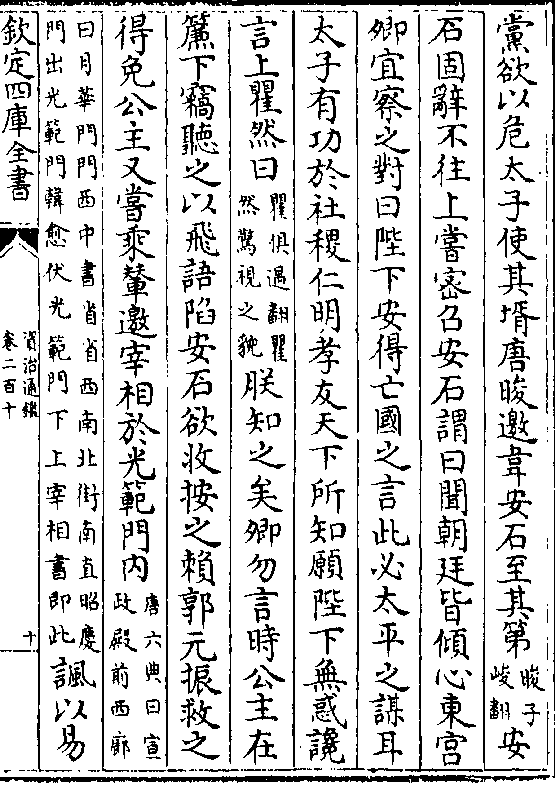 黨欲以危太子使其壻唐晙邀韋安石至其第晙子峻翻安
石固辭不往上嘗密召安石謂曰聞朝廷皆傾心東宮
卿宜察之對曰陛下安得亡國之言此必太平之謀耳
太子有功於社稷仁明孝友天下所知願陛下無惑讒
言上瞿然曰瞿俱遇翻瞿然驚視之貌朕知之矣卿勿言時公主在
簾下竊聽之以飛語陷安石欲收按之賴郭元振救之
得免公主又嘗乘輦邀宰相於光範門內唐六典曰宣政殿前西廊
曰月華門門西中書省省西南北街南直昭慶門出光範門韓愈伏光範門下上宰相書即此諷以易
欽定四庫全書
資治通鑑
卷二百十
十